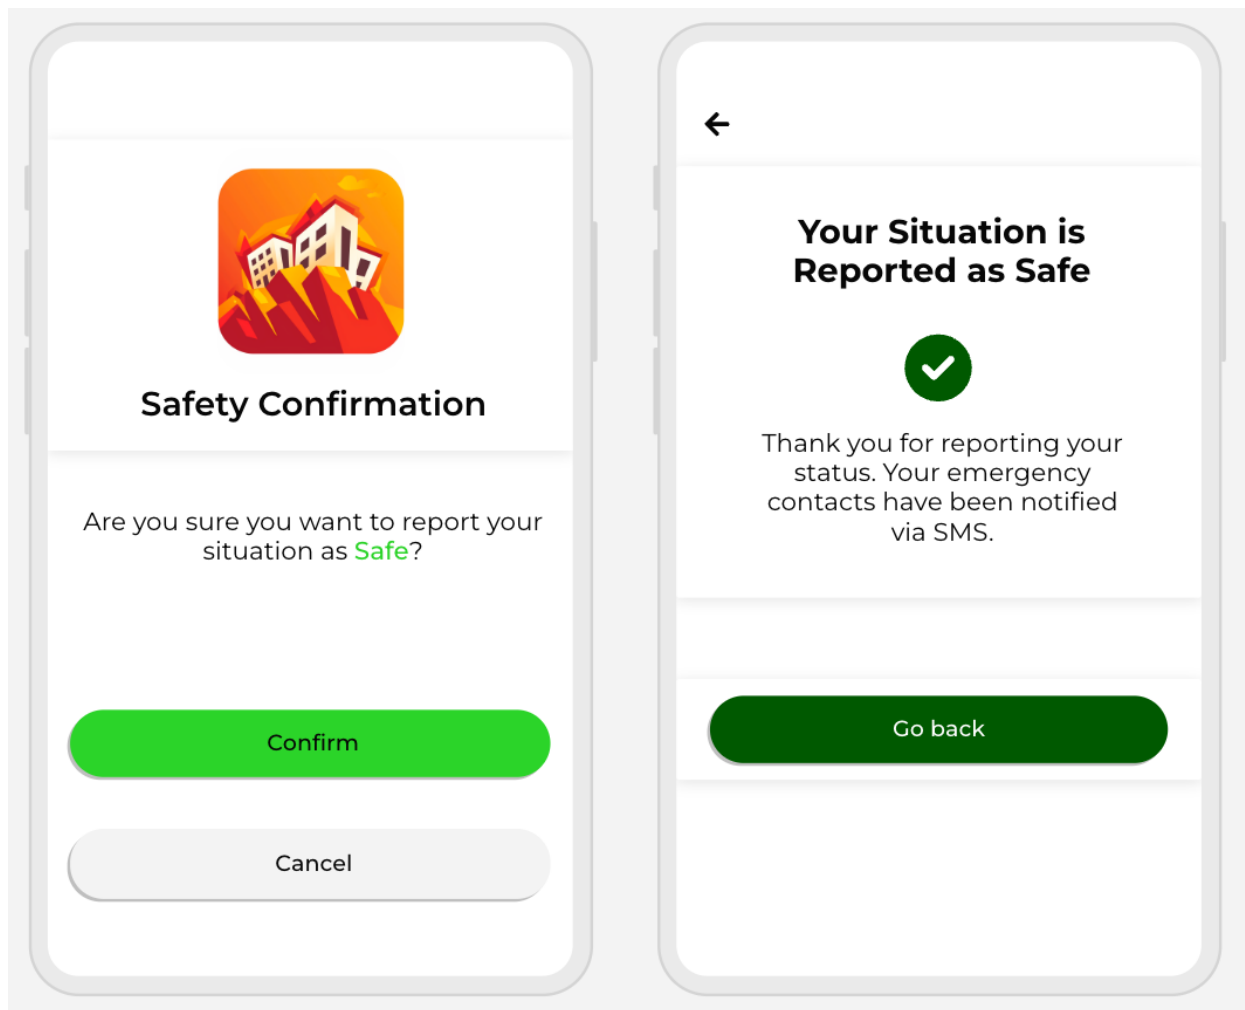 Safety Confirmation
Are you sure you want to report your
situation as Safe?
Confirm
Cancel
Your Situation is
Reported as Safe
Thank you for reporting your
status. Your emergency
contacts have been notified
via SMS.
Go back